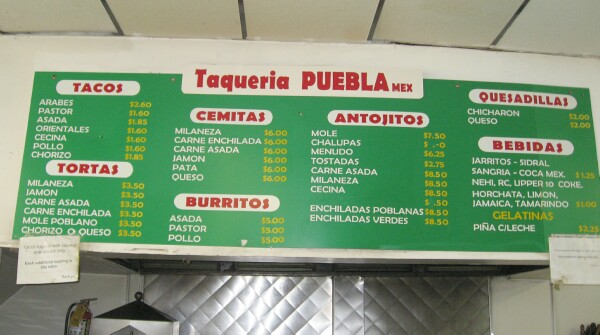 Taqueria PUEBLA MEX
TACOS
ARABES $2.60
PASTOR $1.60
ASADA $1.85
ORIENTALES $1.60
CECINA $1.60
POLLO $1.60
CHORIZO $1.85
TORTAS
MILANEZA $3.50
JAMON $3.50
CARNE ASADA $3.50
CARNE ENCHILADA $3.50
MOLE POBLANO $3.50
CHORIZO O QUESO $3.50
CEMITAS
MILANEZA $6.00
CARNE ENCHILADA $6.00
CARNE ASADA $6.00
JAMON $6.00
PATA $6.00
QUESO $6.00
BURRITOS
ASADA $5.00
PASTOR $5.00
POLLO $5.00
ANTOJITOS
MOLE $7.50
CHALUPAS $ .-0
MENUDO $6.25
TOSTADAS $2.75
CARNE ASADA $8.50
MILANEZA $8.50
CECINA $8.50
$ .50
ENCHILADAS POBLANAS $8.50
ENCHILADAS VERDES $8.50
QUESADILLAS
CHICHARON $2.00
QUESO $2.00
BEBIDAS
JARRITOS - SIDRAL
SANGRIA - COCA MEX. $1.25
NEHI, RC, UPPER 10 COKE.
HORCHATA, LIMON,
JAMAICA, TAMARINDO $1.00
GELATINAS
PIÑA C/LECHE $2.25